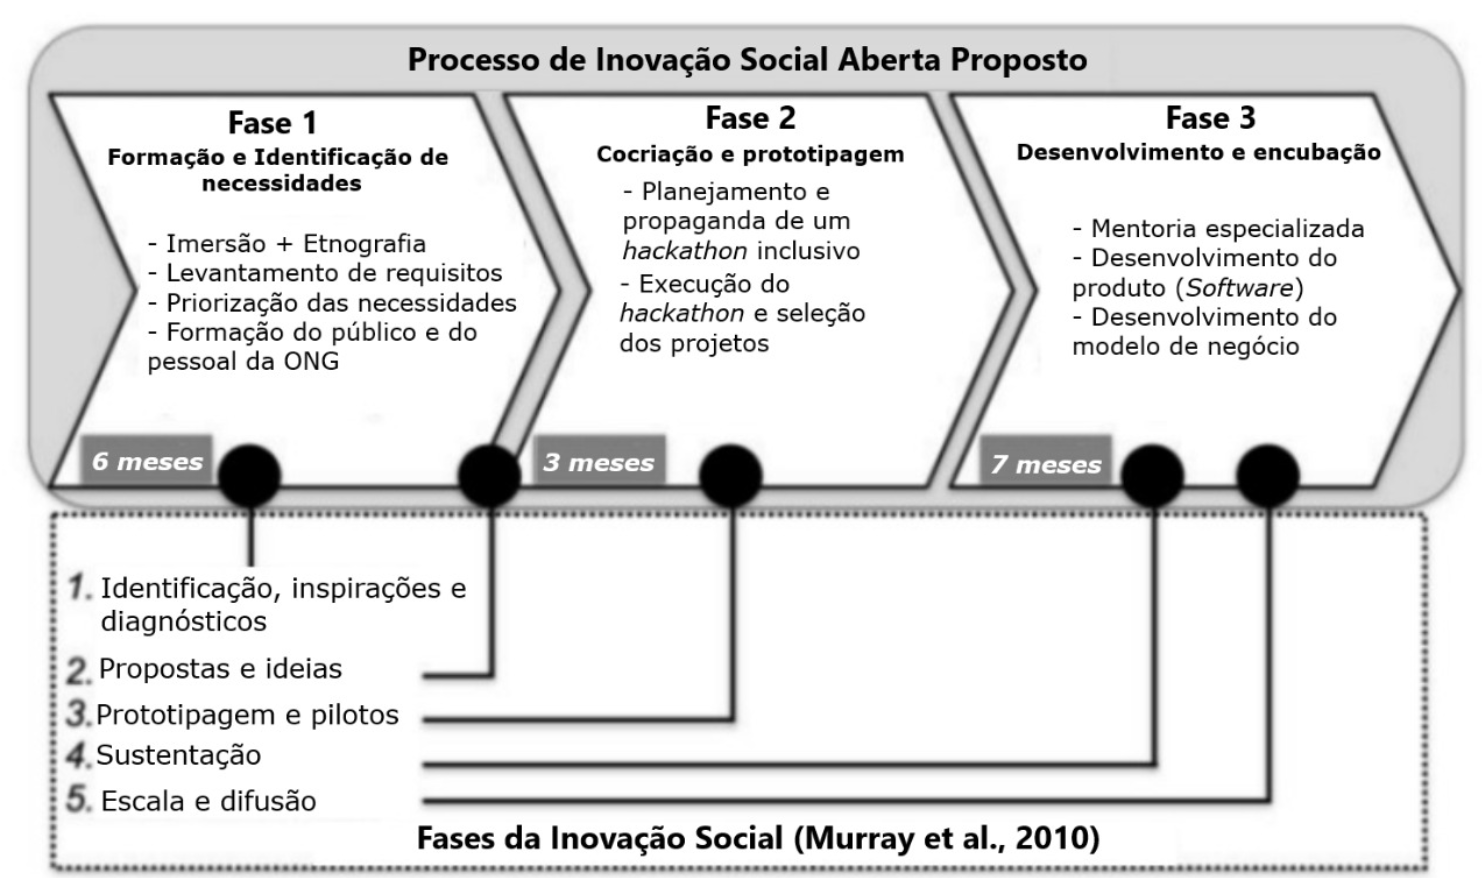 Processo de Inovação Social Aberta Proposto
Fase 1
Formação e Identificação de
necessidades
- Imersão + Etnografia
- Levantamento de requisitos
- Priorização das necessidades
- Formação do público e do
pessoal da ONG
6 meses
Fase 2
Cocriação e prototipagem
- Planejamento e
propaganda de um
hackathon inclusivo
- Execução do
hackathon e seleção
dos projetos
3 meses
Fase 3
Desenvolvimento e encubação
- Mentoria especializada
- Desenvolvimento do
produto (Software)
- Desenvolvimento do
modelo de negócio
7 meses
1. Identificação, inspirações e
diagnósticos
2. Propostas e ideias
3. Prototipagem e pilotos
4. Sustentação
5. Escala e difusão
Fases da Inovação Social (Murray et al., 2010)